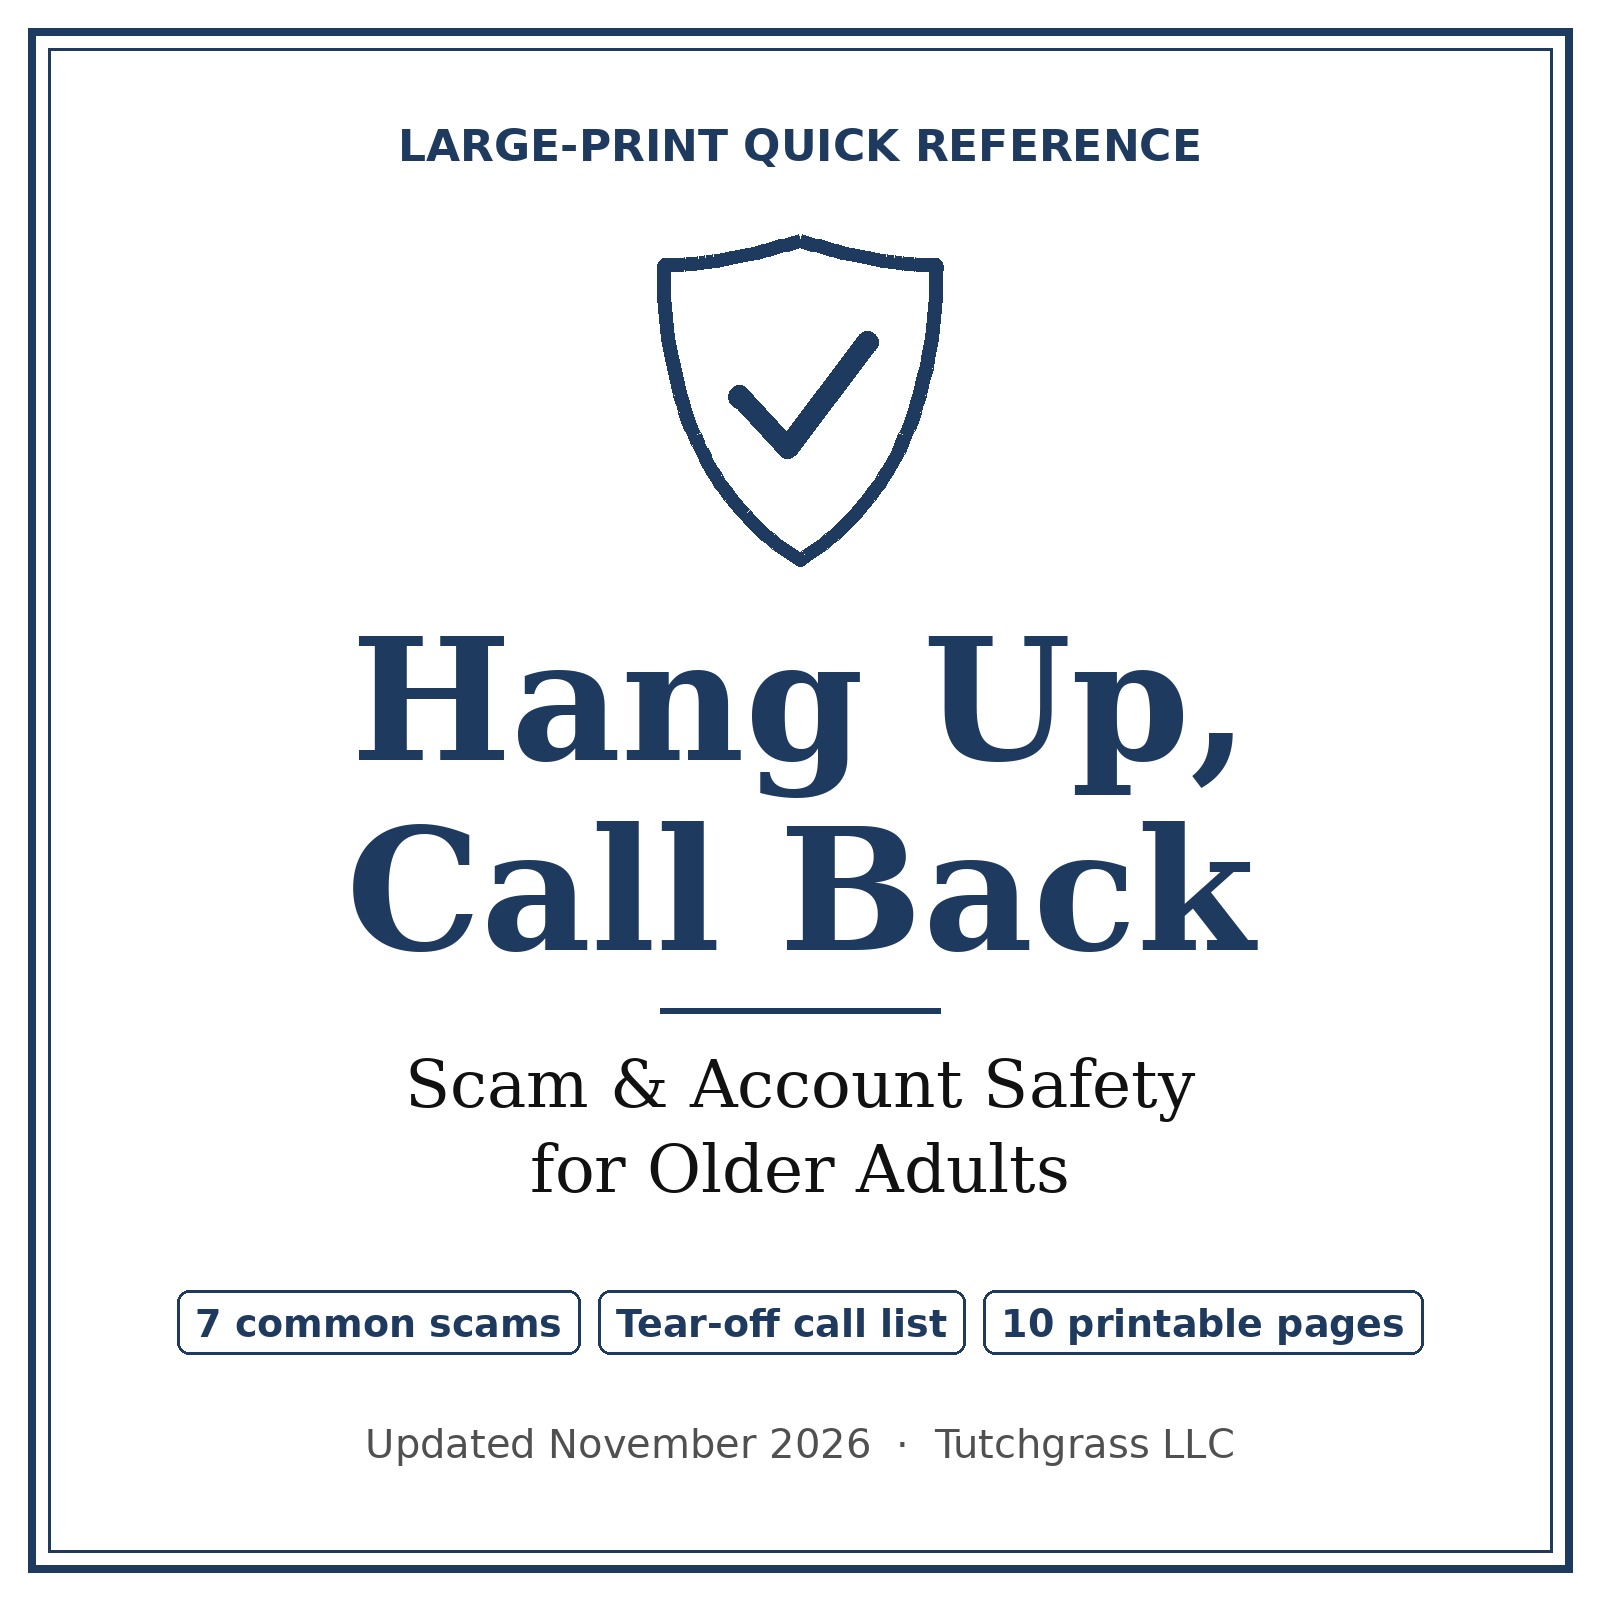 LARGE-PRINT QUICK REFERENCE
Hang Up,
Call Back
Scam & Account Safety
for Older Adults
7 common scams
Tear-off call list
10 printable pages
Updated November 2026 · Tutchgrass LLC